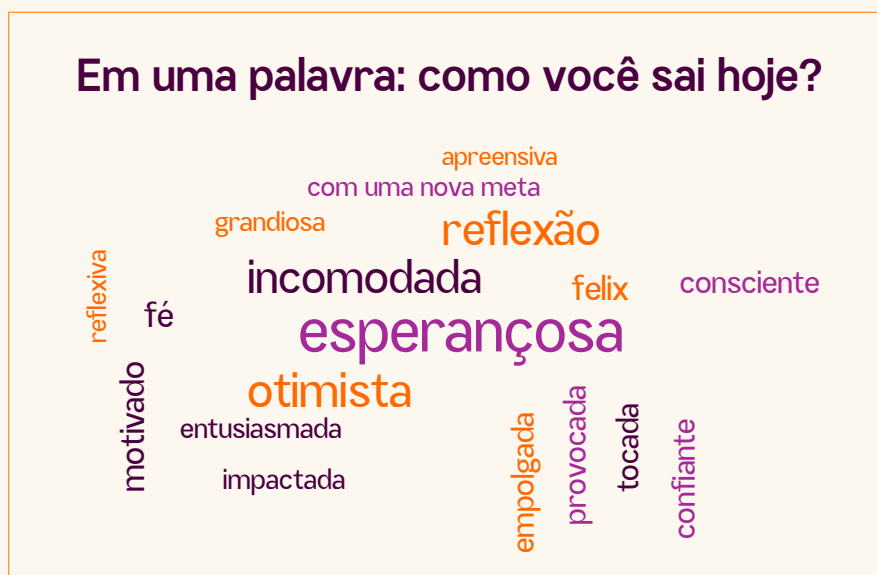 Em uma palavra: como você sai hoje?
apreensiva
com uma nova meta
grandiosa
reflexão
reflexiva
incomodada
felix
consciente
fé
esperançosa
motivado
otimista
entusiasmada
impactada
empolgada
provocada
tocada
confiante